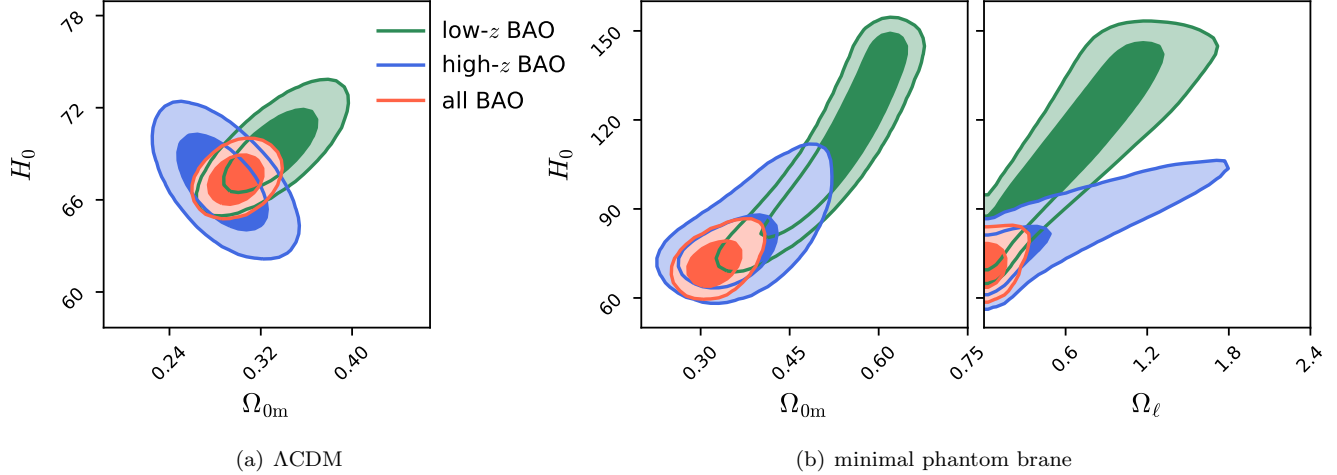 78
72
66
60
H₀
0.24
0.32
0.40
Ω₀ₘ
low-z BAO
high-z BAO
all BAO
(a) ΛCDM
150
120
90
60
H₀
0.30
0.45
0.60
0.75
Ω₀ₘ
0.6
1.2
1.8
2.4
Ωℓ
(b) minimal phantom brane